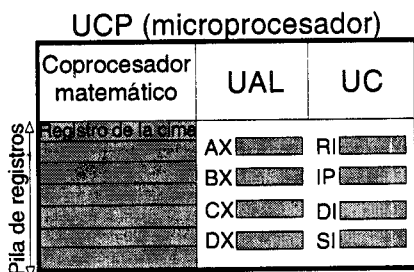 UCP (microprocesador)
Coprocesador
matemático
UAL
UC
Registro de la cima
Pila de registros
AX
BX
CX
DX
RI
IP
DI
SI